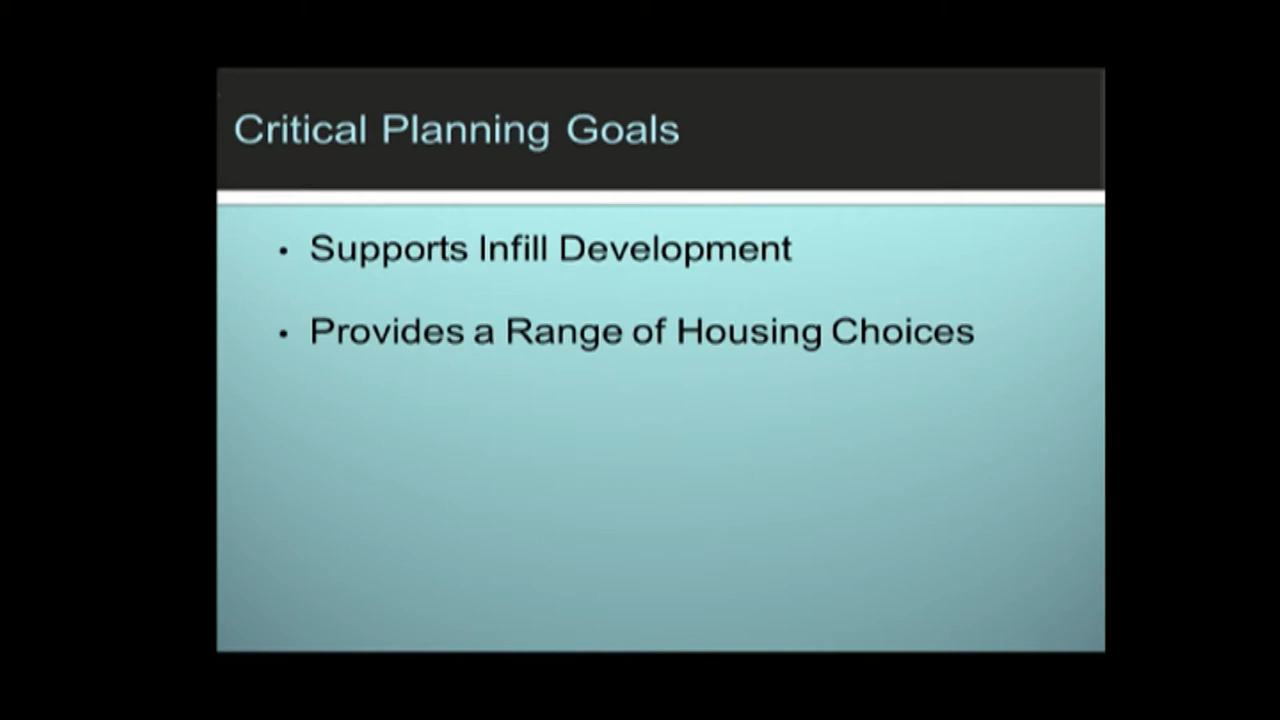 Critical Planning Goals
• Supports Infill Development
• Provides a Range of Housing Choices